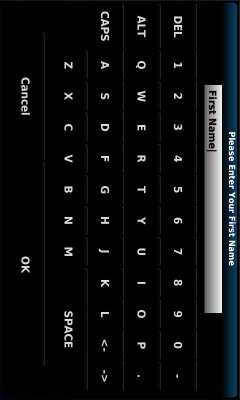 Please Enter Your First Name
First Name
DEL 1 2 3 4 5 6 7 8 9 0 -
ALT Q W E R T Y U I O P .
CAPS A S D F G H J K L <- ->
Z X C V B N M SPACE
Cancel OK